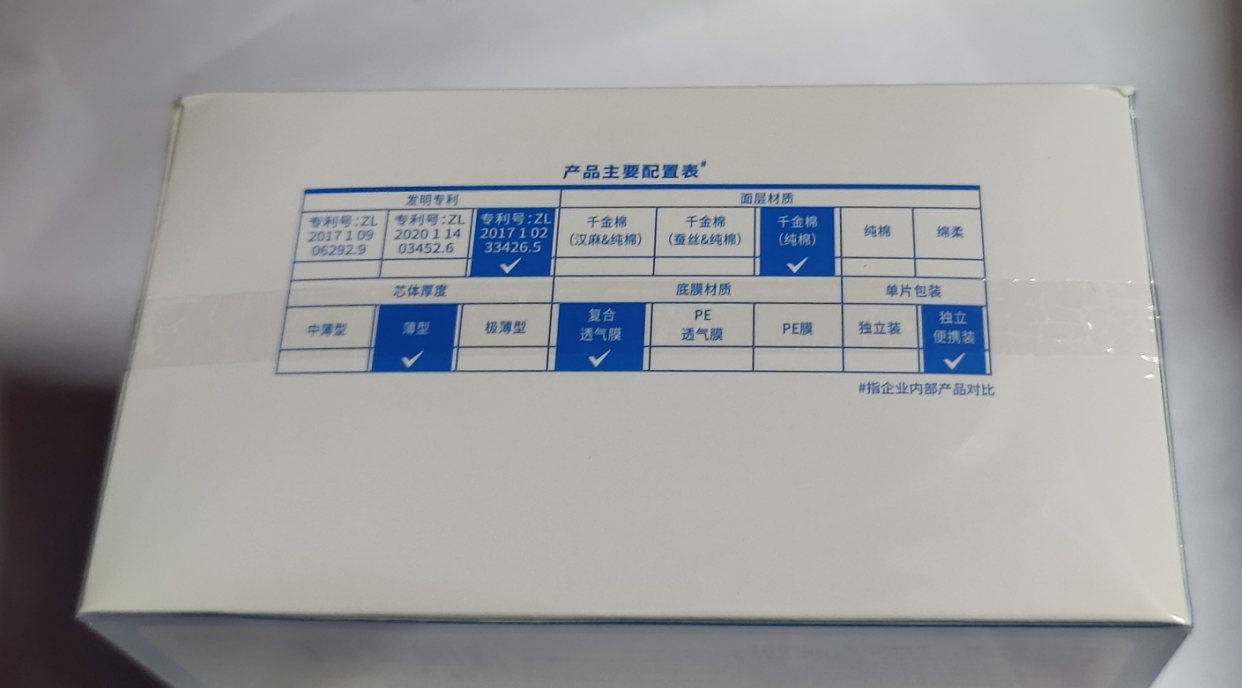 产品主要配置表#
发明专利 面层材质
专利号:ZL 专利号:ZL 专利号:ZL 千金棉 千金棉 千金棉 纯棉 绵柔
2017 1 09 2020 1 14 2017 1 02 (汉麻&纯棉) (蚕丝&纯棉) (纯棉)
06292.9 03452.6 33426.5
芯体厚度 底膜材质 单片包装
中薄型 薄型 极薄型 复合 PE PE膜 独立装 独立
透气膜 透气膜 便携装
#指企业内部产品对比